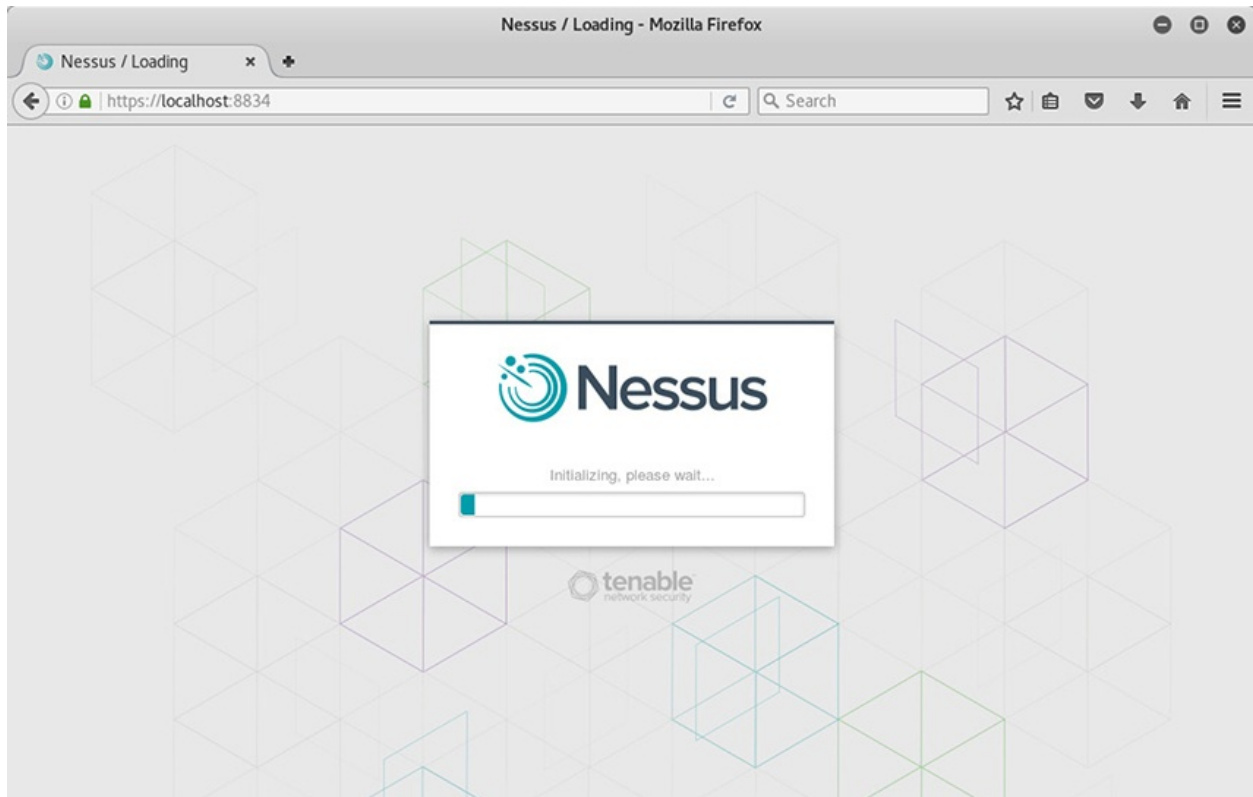 Nessus / Loading - Mozilla Firefox
Nessus / Loading
https://localhost:8834
Search
Nessus
Initializing, please wait...
tenable
network security